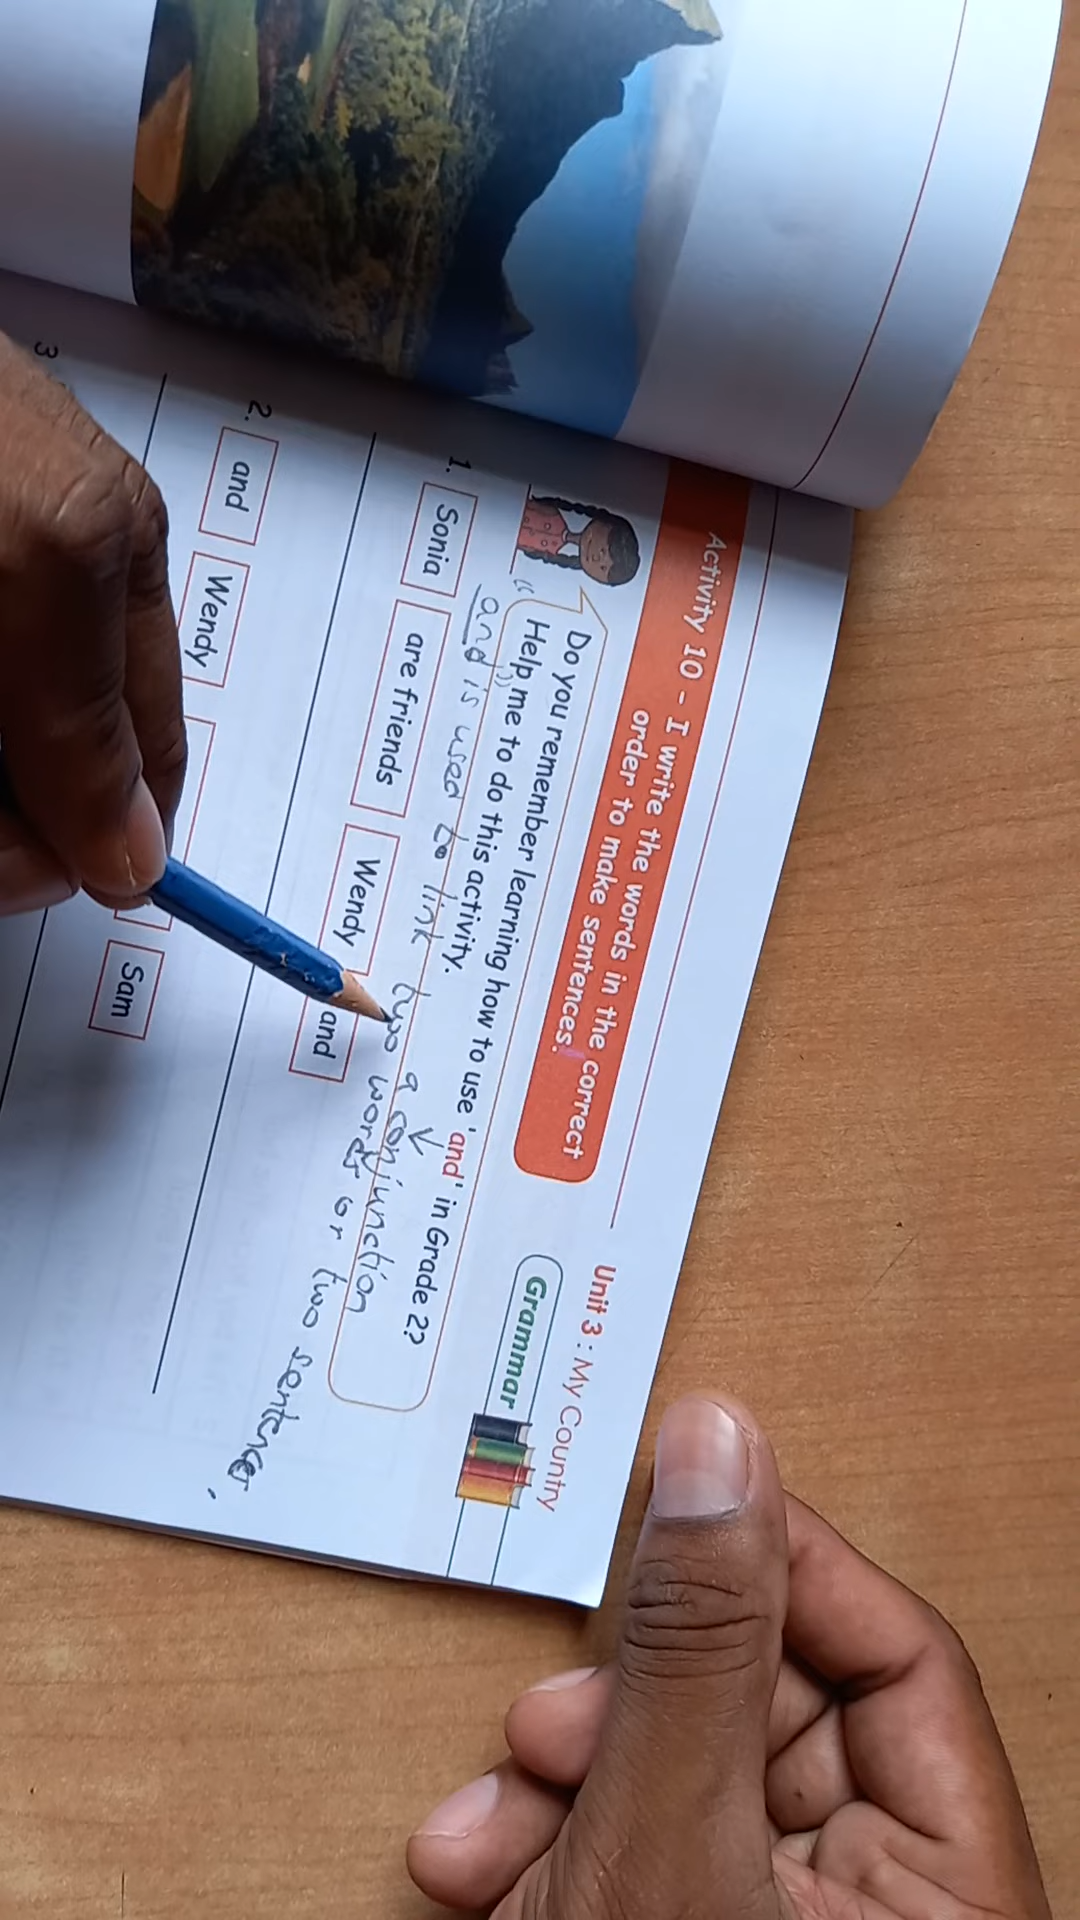 Unit 3 : My Country
Activity 10 - I write the words in the correct
order to make sentences.
Grammar
Do you remember learning how to use 'and' in Grade 2?
Help me to do this activity.
a conjunction
"and" is used to link two words or two sentences.
1. Sonia are friends Wendy and
2. and Wendy Sam
3